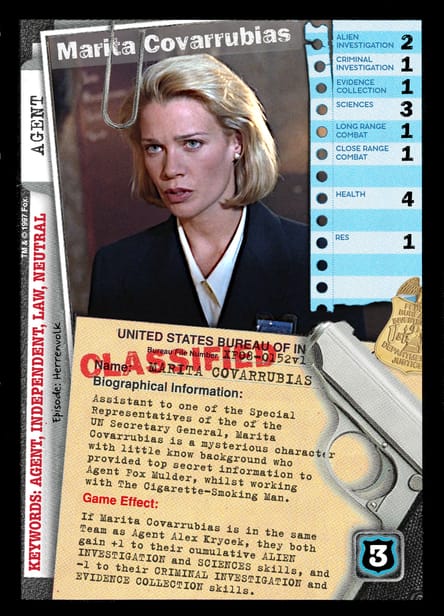 Marita Covarrubias
ALIEN INVESTIGATION 2
CRIMINAL INVESTIGATION 1
EVIDENCE COLLECTION 1
SCIENCES 3
LONG RANGE COMBAT 1
CLOSE RANGE COMBAT 1
HEALTH 4
RES 1
AGENT
TM & © 1997 Fox.
KEYWORDS: AGENT, INDEPENDENT, LAW, NEUTRAL
Episode: Herrenvolk
UNITED STATES BUREAU OF IN
Bureau File Number XP98-0152v1
CLASSIFIED
Name: MARITA COVARRUBIAS
Biographical Information:
Assistant to one of the Special
Representatives of the of the
UN Secretary General, Marita
Covarrubias is a mysterious character
with little know background who
provided top secret information to
Agent Fox Mulder, whilst working
with The Cigarette-Smoking Man.
Game Effect:
If Marita Covarrubias is in the same
Team as Agent Alex Krycek, they both
gain +1 to their cumulative ALIEN
INVESTIGATION and SCIENCES skills, and
-1 to their CRIMINAL INVESTIGATION and
EVIDENCE COLLECTION skills.
3